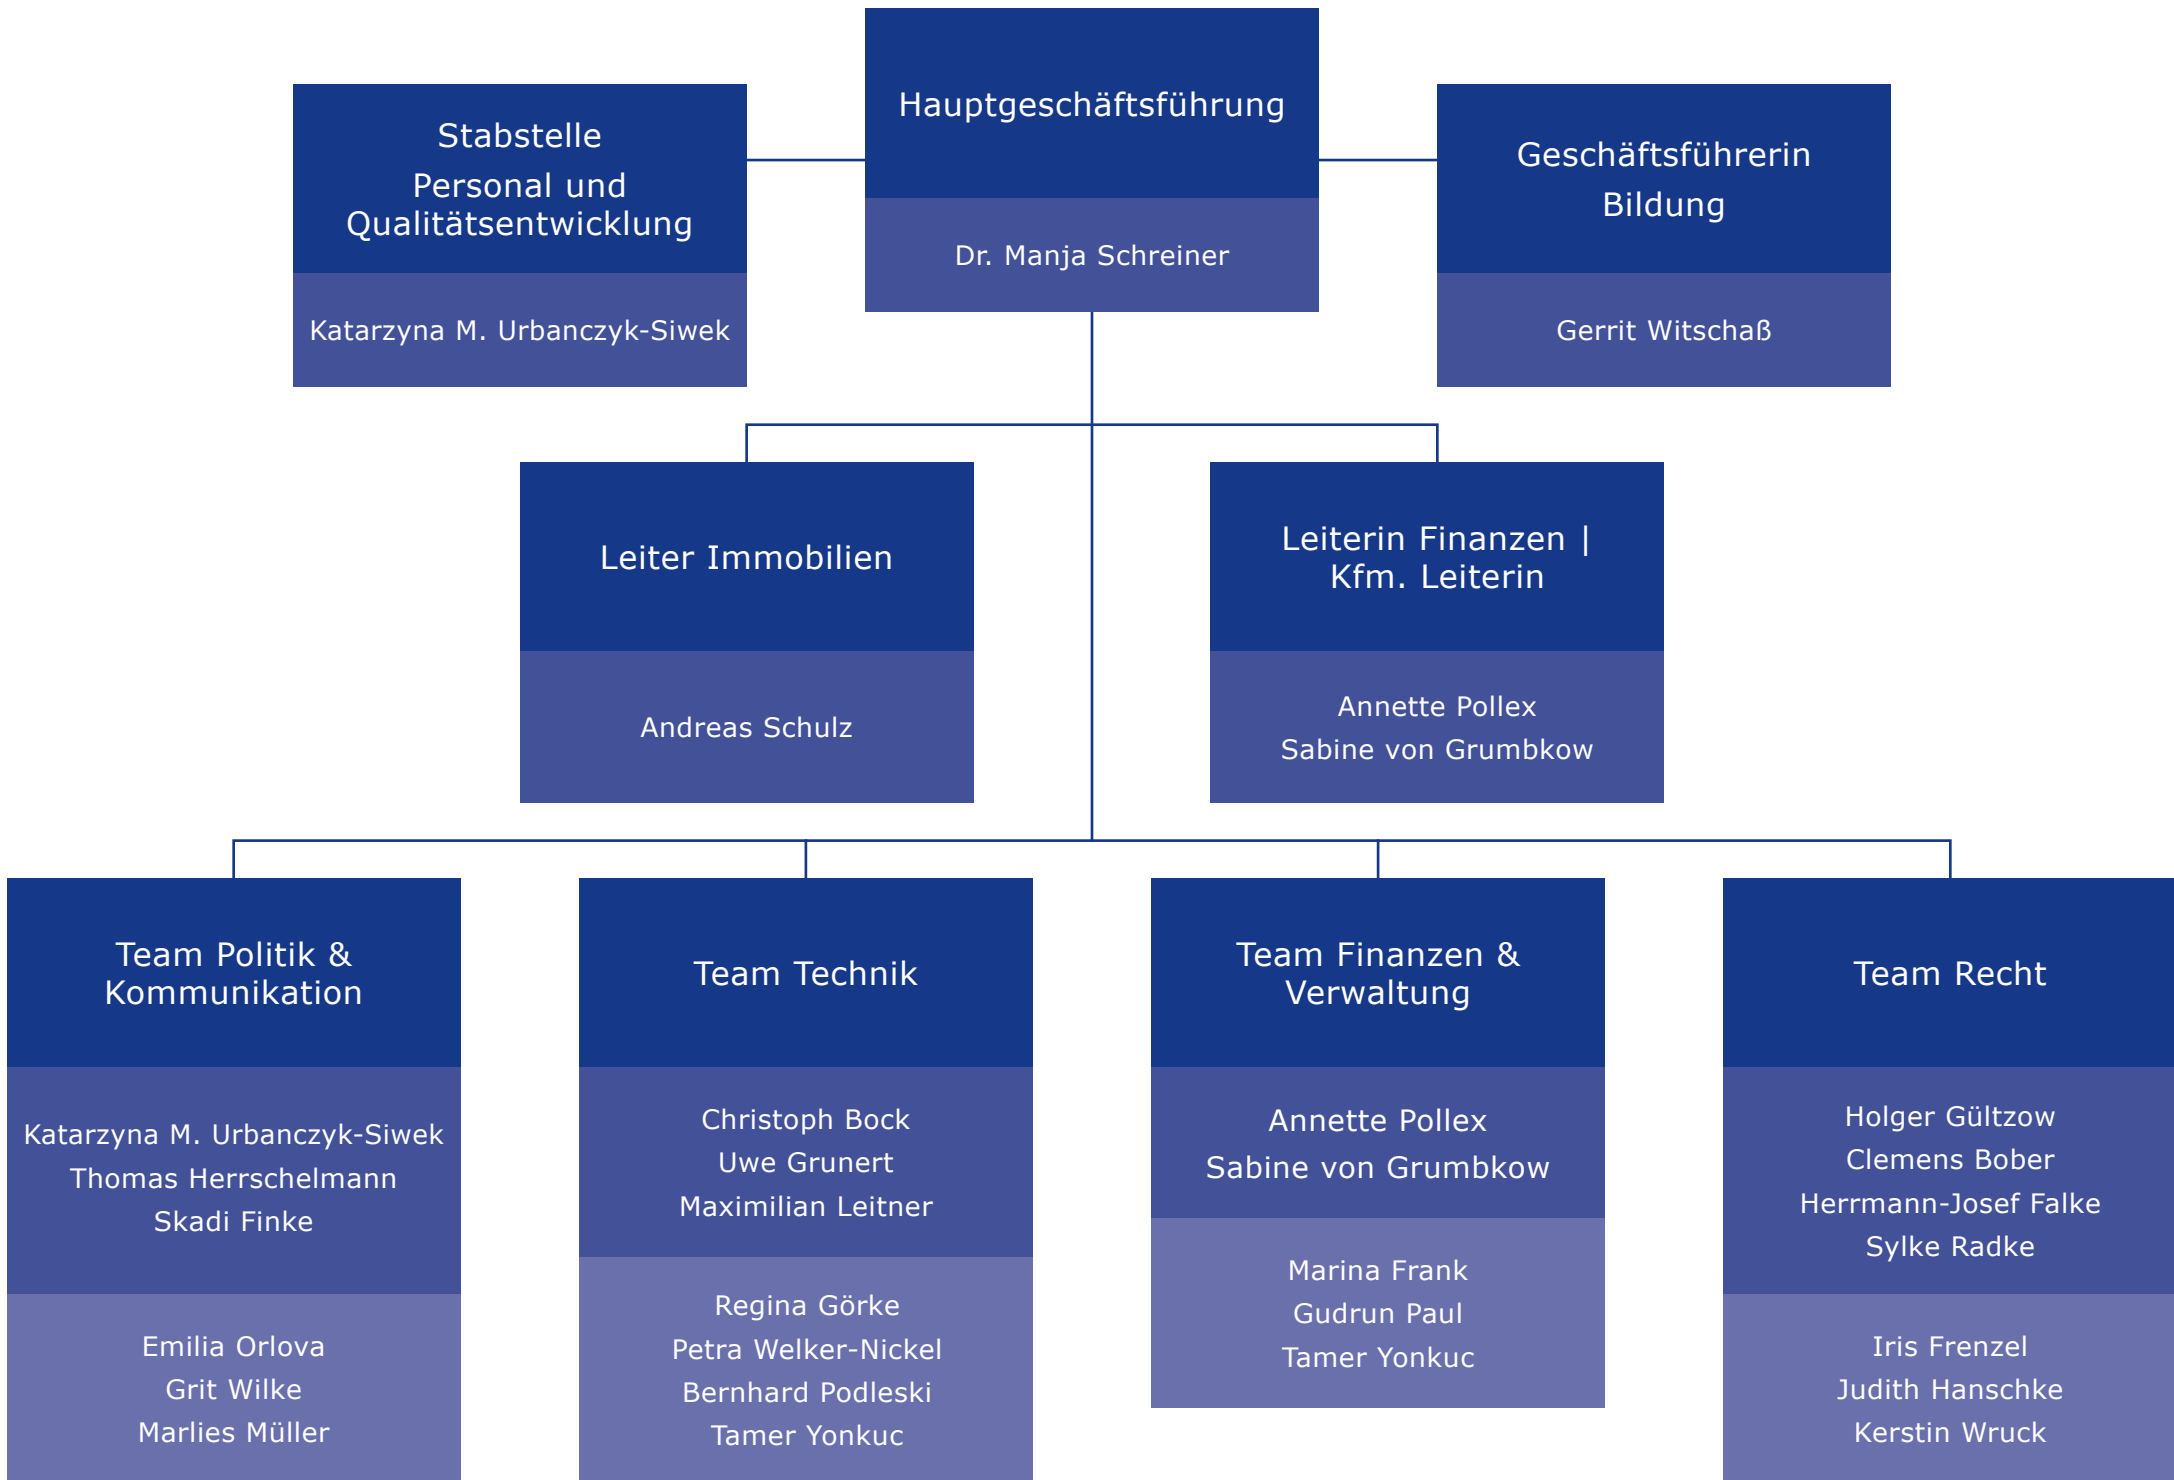 Hauptgeschäftsführung
Dr. Manja Schreiner
Stabstelle
Personal und
Qualitätsentwicklung
Katarzyna M. Urbanczyk-Siwek
Geschäftsführerin
Bildung
Gerrit Witschaß
Leiter Immobilien
Andreas Schulz
Leiterin Finanzen |
Kfm. Leiterin
Annette Pollex
Sabine von Grumbkow
Team Politik &
Kommunikation
Katarzyna M. Urbanczyk-Siwek
Thomas Herrschelmann
Skadi Finke
Emilia Orlova
Grit Wilke
Marlies Müller
Team Technik
Christoph Bock
Uwe Grunert
Maximilian Leitner
Regina Görke
Petra Welker-Nickel
Bernhard Podleski
Tamer Yonkuc
Team Finanzen &
Verwaltung
Annette Pollex
Sabine von Grumbkow
Marina Frank
Gudrun Paul
Tamer Yonkuc
Team Recht
Holger Gültzow
Clemens Bober
Herrmann-Josef Falke
Sylke Radke
Iris Frenzel
Judith Hanschke
Kerstin Wruck